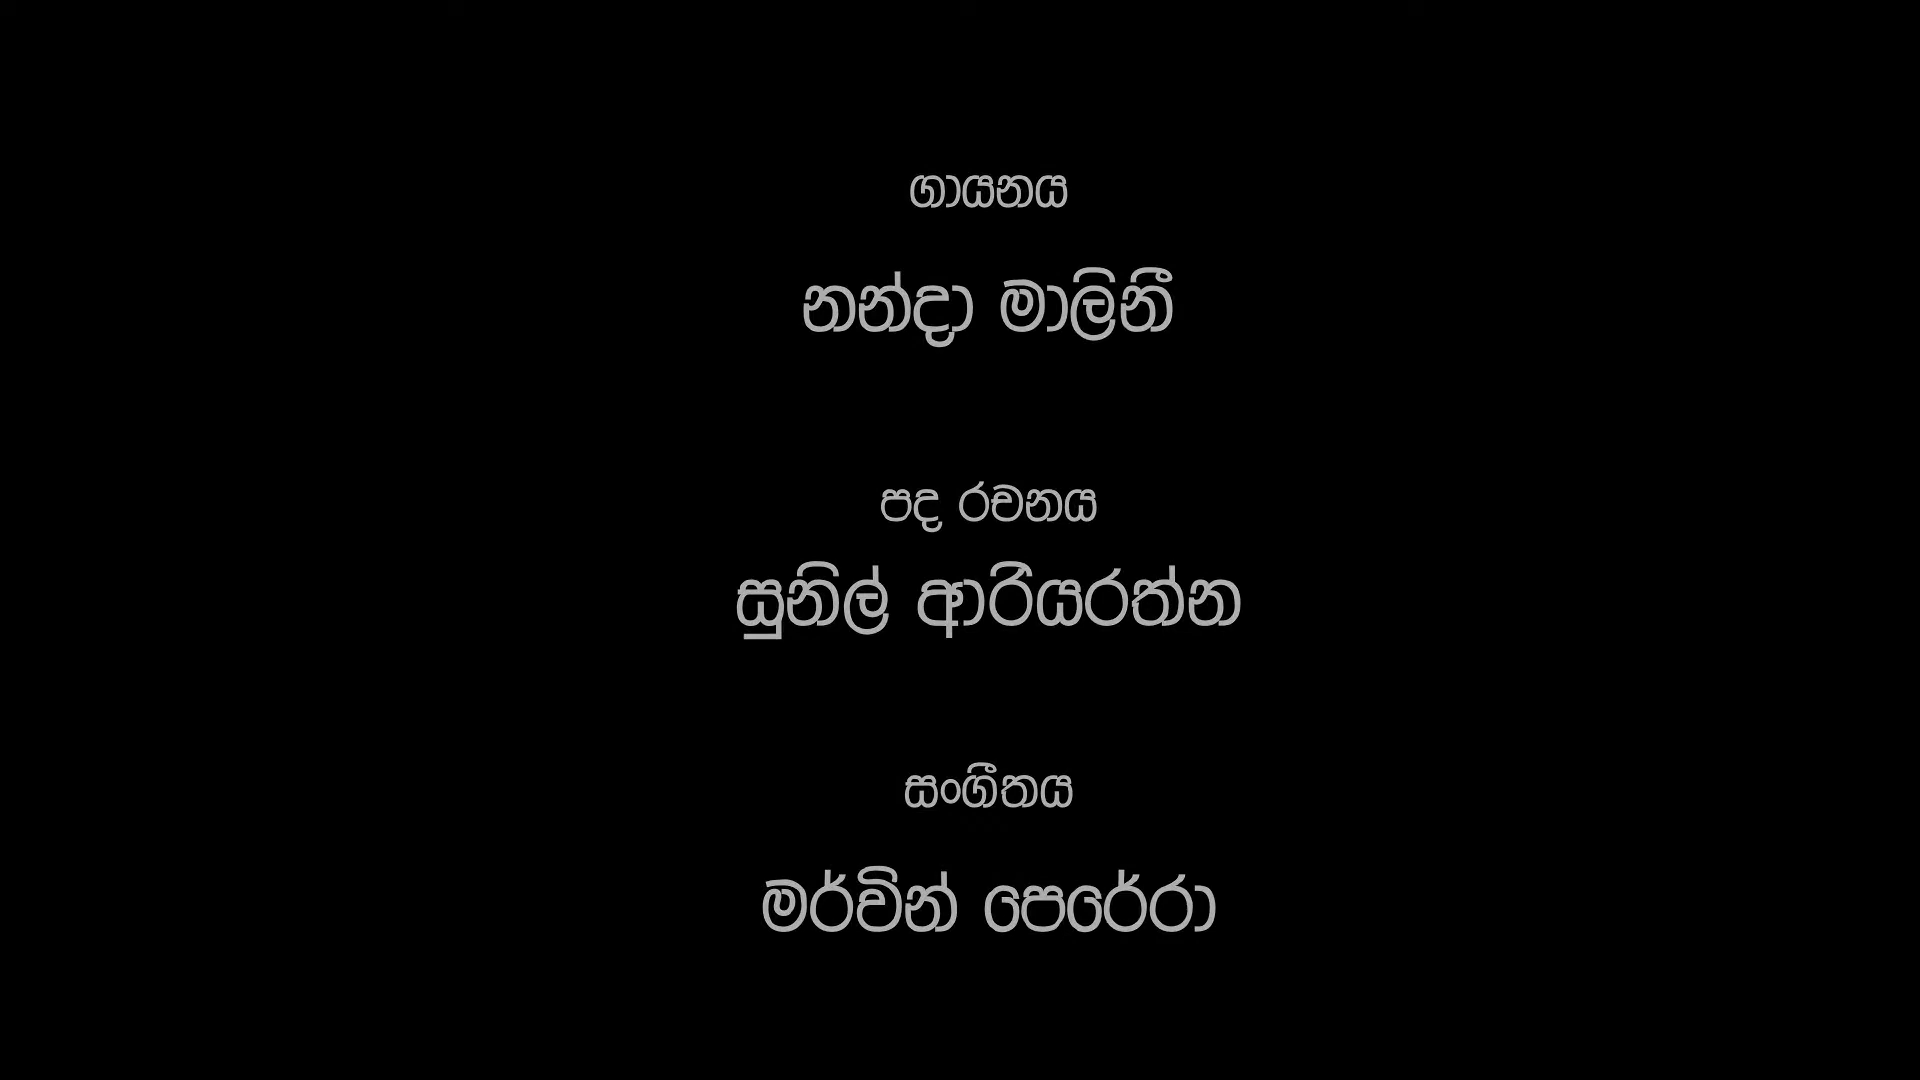 ගායනය
නන්දා මාලිනී
පද රචනය
සුනිල් ආරියරත්න
සංගීතය
මර්වින් පෙරේරා